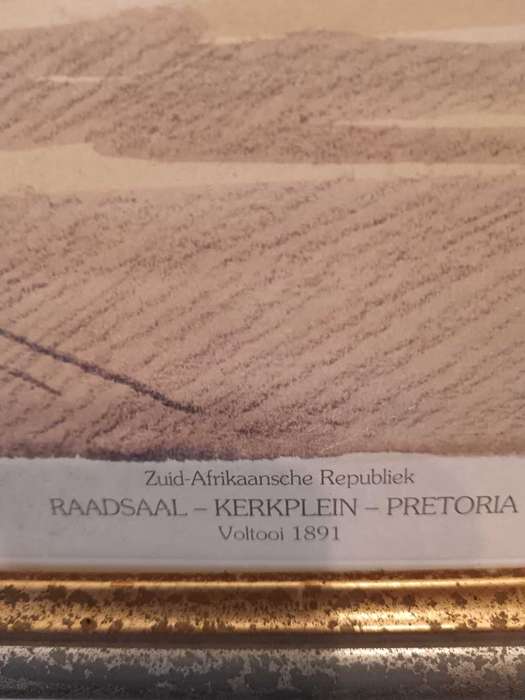 Zuid-Afrikaansche Republiek
RAADSAAL – KERKPLEIN – PRETORIA
Voltooi 1891